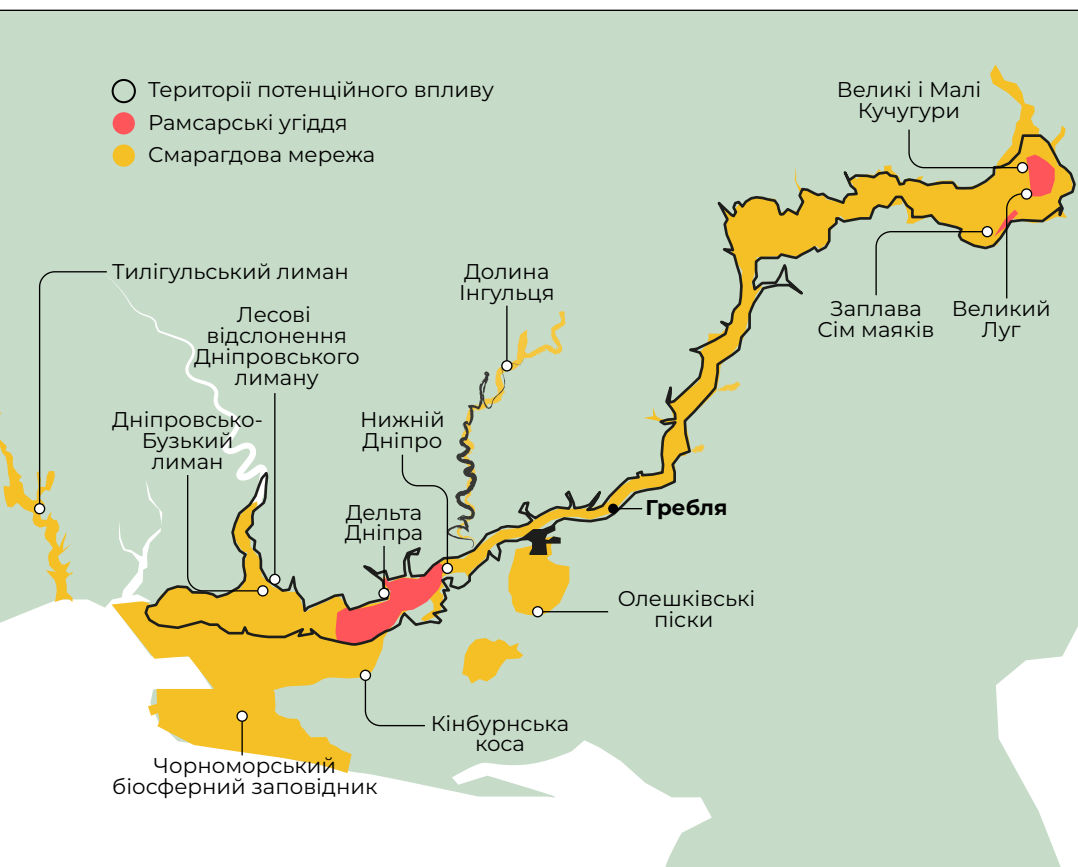 Території потенційного впливу
Рамсарські угіддя
Смарагдова мережа
Великі і Малі
Кучугури
Тилігульський лиман
Долина
Інгульця
Лесові
відслонення
Дніпровського
лиману
Заплава
Сім маяків
Великий
Луг
Дніпровсько-
Бузький
лиман
Нижній
Дніпро
Дельта
Дніпра
Гребля
Олешківські
піски
Кінбурнська
коса
Чорноморський
біосферний заповідник